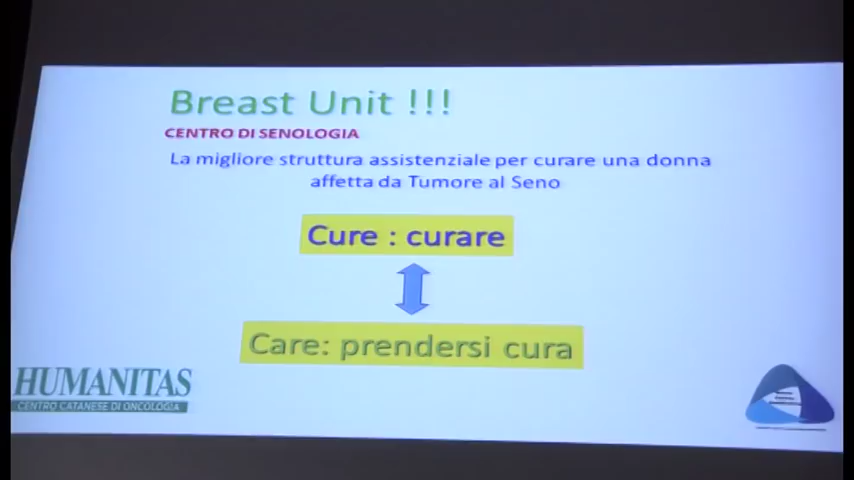 Breast Unit !!!
CENTRO DI SENOLOGIA
La migliore struttura assistenziale per curare una donna
affetta da Tumore al Seno
Cure : curare
Care: prendersi cura
HUMANITAS
CENTRO CATANESE DI ONCOLOGIA